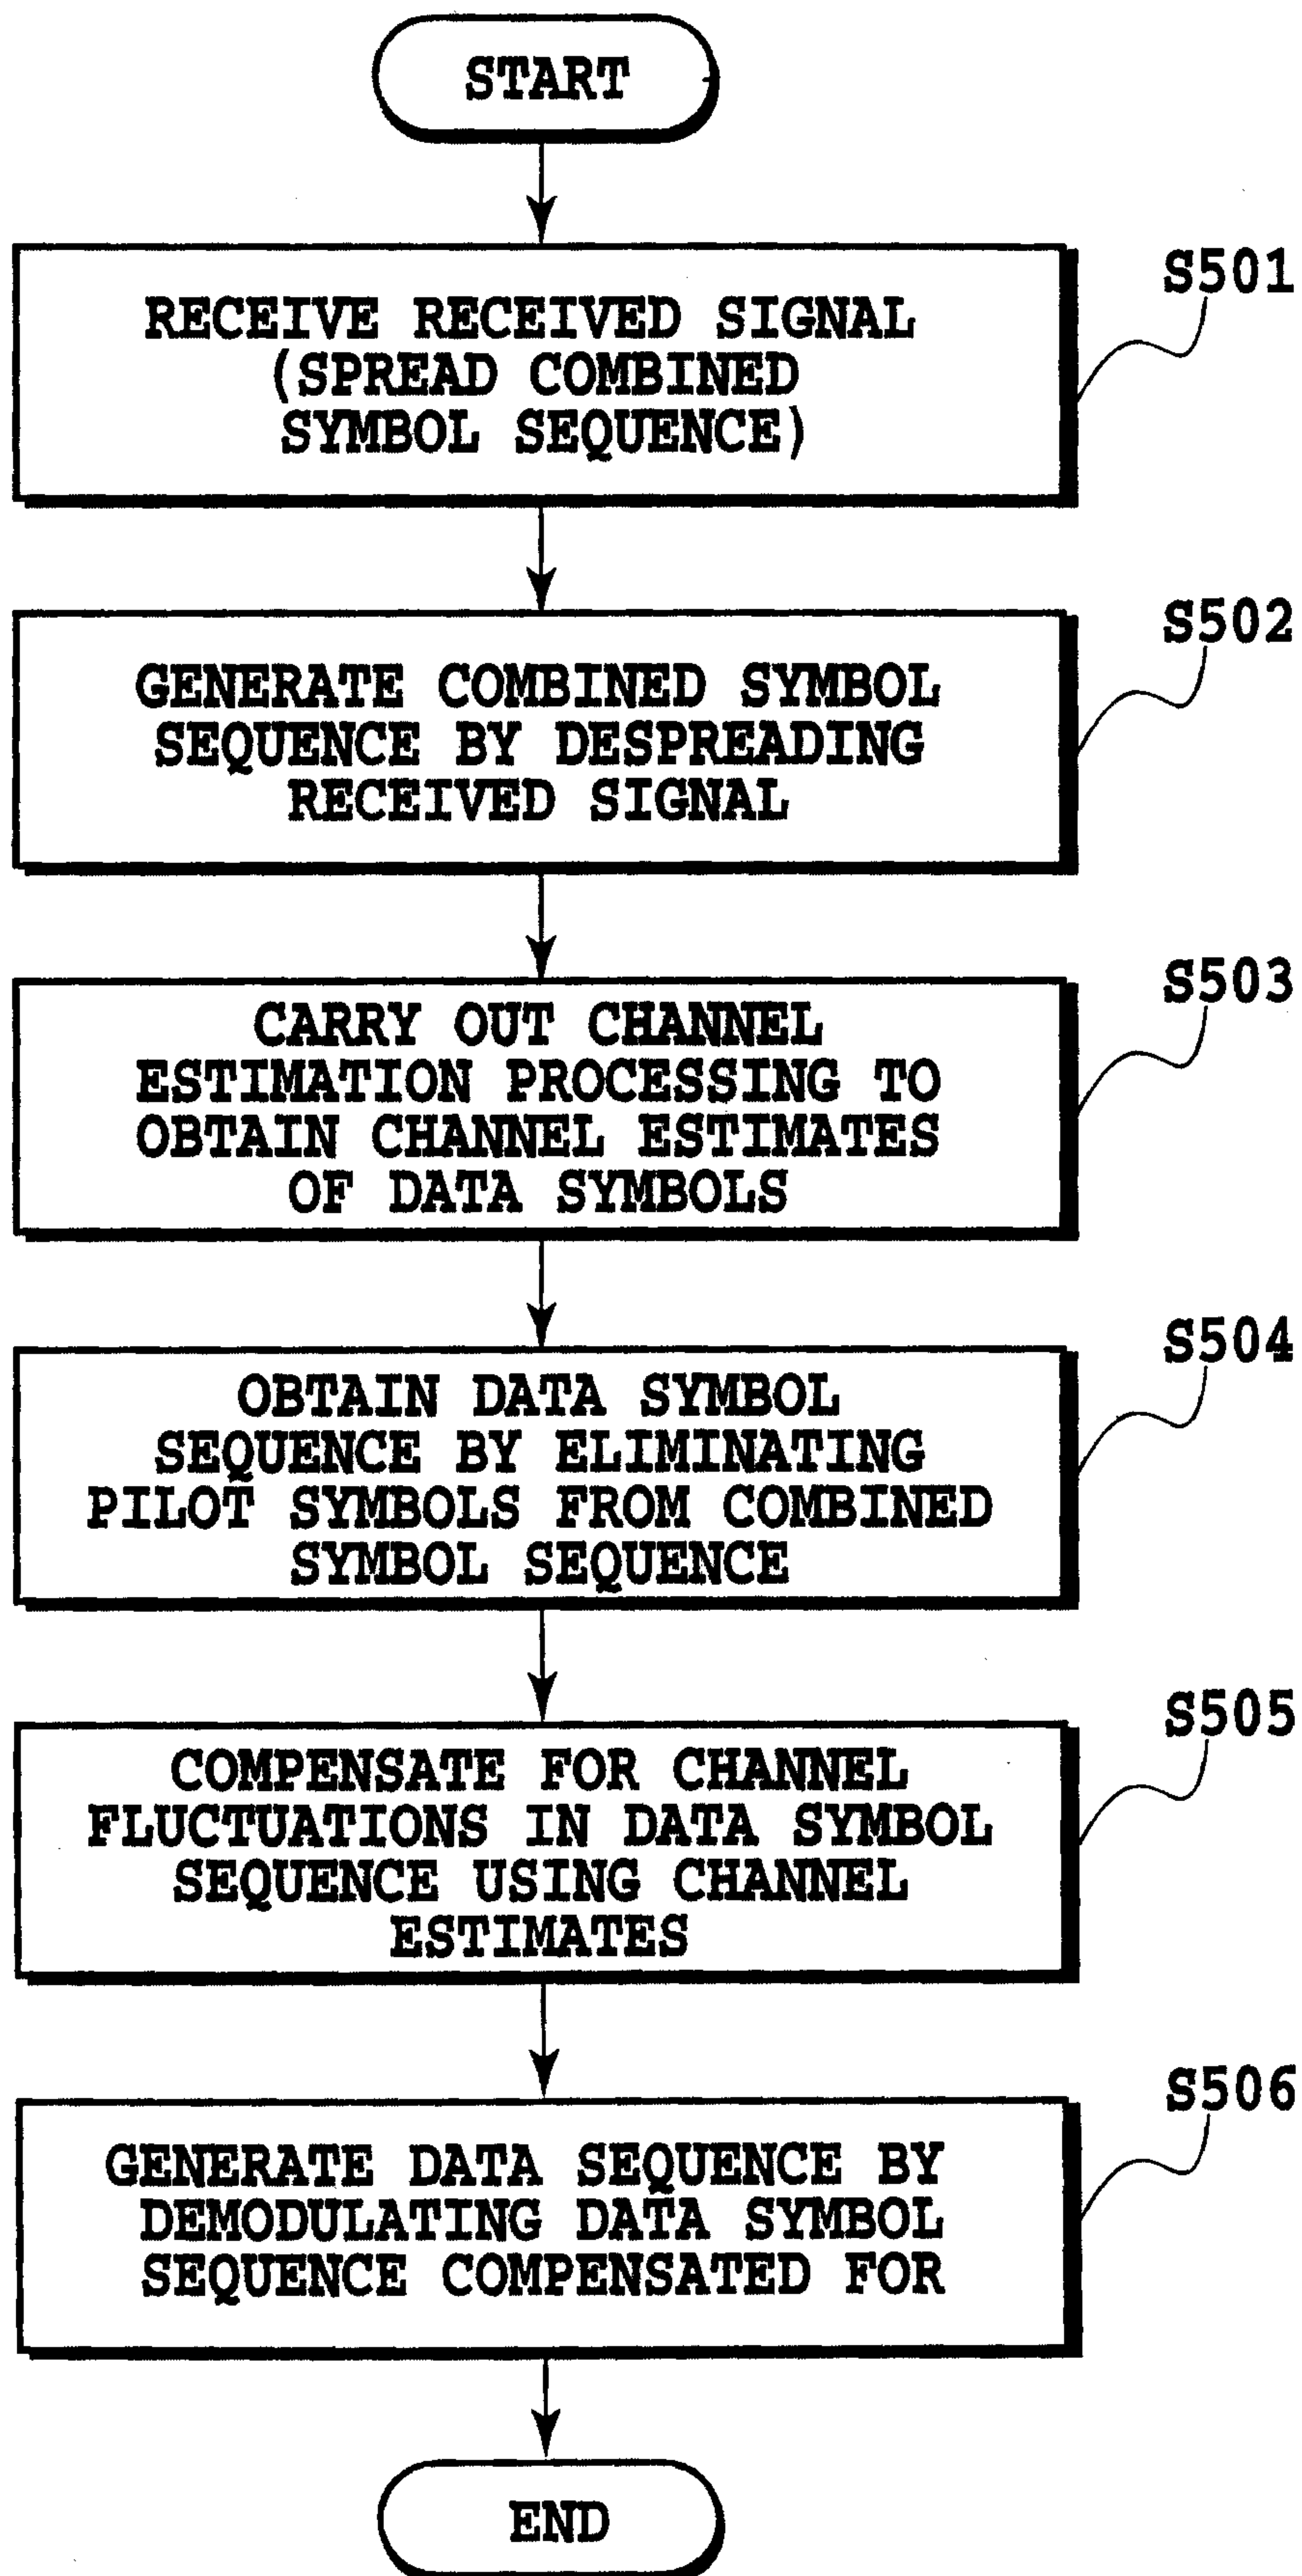 START
S501
RECEIVE RECEIVED SIGNAL
(SPREAD COMBINED
SYMBOL SEQUENCE)
S502
GENERATE COMBINED SYMBOL
SEQUENCE BY DESPREADING
RECEIVED SIGNAL
S503
CARRY OUT CHANNEL
ESTIMATION PROCESSING TO
OBTAIN CHANNEL ESTIMATES
OF DATA SYMBOLS
S504
OBTAIN DATA SYMBOL
SEQUENCE BY ELIMINATING
PILOT SYMBOLS FROM COMBINED
SYMBOL SEQUENCE
S505
COMPENSATE FOR CHANNEL
FLUCTUATIONS IN DATA SYMBOL
SEQUENCE USING CHANNEL
ESTIMATES
S506
GENERATE DATA SEQUENCE BY
DEMODULATING DATA SYMBOL
SEQUENCE COMPENSATED FOR
END